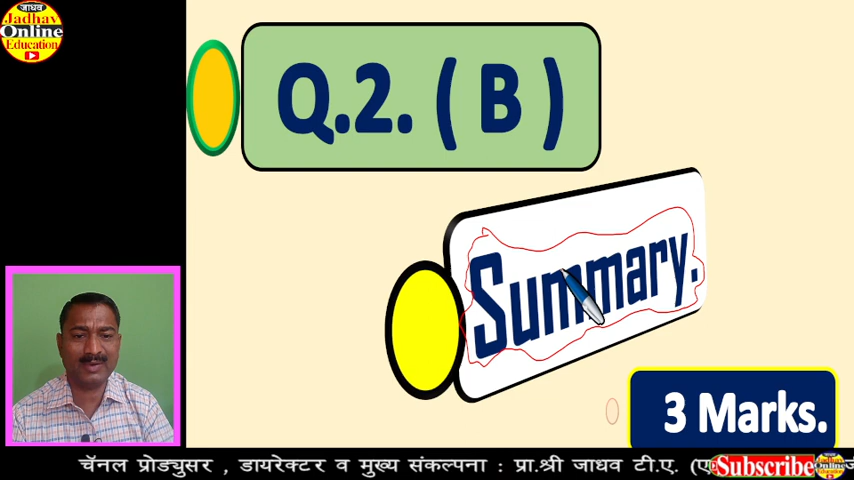 जाधव
Jadhav
Online
Education
Q.2. ( B )
Summary.
3 Marks.
चॅनल प्रोड्युसर , डायरेक्टर व मुख्य संकल्पना : प्रा.श्री जाधव टी.ए. (ए
Subscribe